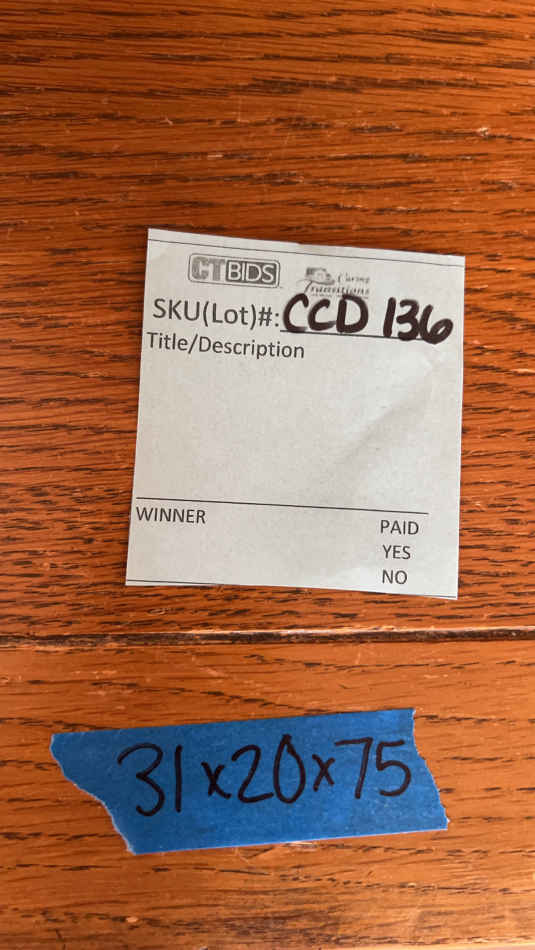 CTBIDS Caring Transitions
SKU(Lot)#: CCD 136
Title/Description
WINNER PAID
YES
NO
31x20x75